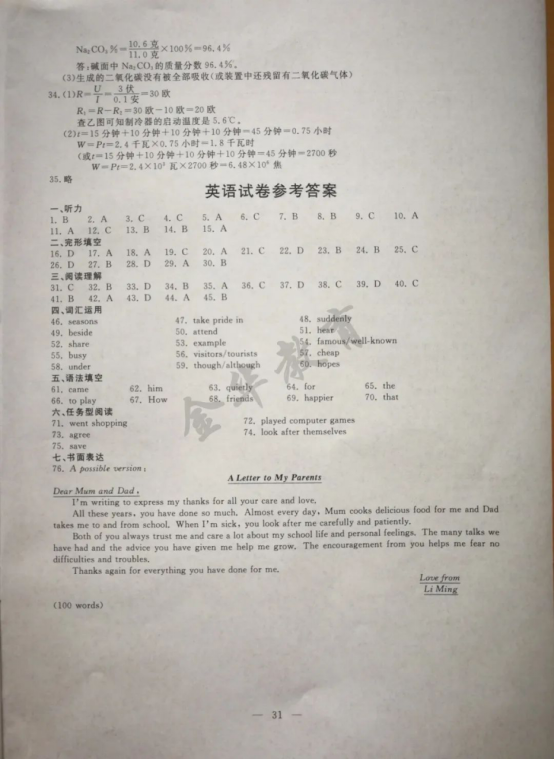 Na₂CO₃%=10.6克/11.0克×100%=96.4%
答:碱面中 Na₂CO₃的质量分数 96.4%。
(3)生成的二氧化碳没有被全部吸收(或装置中还残留有二氧化碳气体)
34.(1)R=U/I=3伏/0.1安=30欧
R₁=R-R₂=30欧-10欧=20欧
查乙图可知制冷器的启动温度是5.6℃。
(2)t=15分钟+10分钟+10分钟+10分钟=45分钟=0.75小时
W=Pt=2.4千瓦×0.75小时=1.8千瓦时
(或t=15分钟+10分钟+10分钟+10分钟=45分钟=2700秒
W=Pt=2.4×10³瓦×2700秒=6.48×10⁶焦
35.略
英语试卷参考答案
一、听力
1. B 2. A 3. C 4. C 5. A 6. C 7. B 8. B 9. C 10. A
11. A 12. C 13. B 14. B 15. A
二、完形填空
16. D 17. A 18. A 19. C 20. A 21. C 22. D 23. B 24. B 25. C
26. D 27. B 28. D 29. A 30. B
三、阅读理解
31. C 32. B 33. D 34. B 35. A 36. C 37. D 38. C 39. D 40. C
41. B 42. A 43. D 44. A 45. B
四、词汇运用
46. seasons 47. take pride in 48. suddenly
49. beside 50. attend 51. hear
52. share 53. example 54. famous/well-known
55. busy 56. visitors/tourists 57. cheap
58. under 59. though/although 60. hopes
五、语法填空
61. came 62. him 63. quietly 64. for 65. the
66. to play 67. How 68. friends 69. happier 70. that
六、任务型阅读
71. went shopping 72. played computer games
73. agree 74. look after themselves
75. save
七、书面表达
76. A possible version:
A Letter to My Parents
Dear Mum and Dad,
I'm writing to express my thanks for all your care and love.
All these years, you have done so much. Almost every day, Mum cooks delicious food for me and Dad
takes me to and from school. When I'm sick, you look after me carefully and patiently.
Both of you always trust me and care a lot about my school life and personal feelings. The many talks we
have had and the advice you have given me help me grow. The encouragement from you helps me fear no
difficulties and troubles.
Thanks again for everything you have done for me.
Love from
Li Ming
(100 words)
— 31 —
金华教育